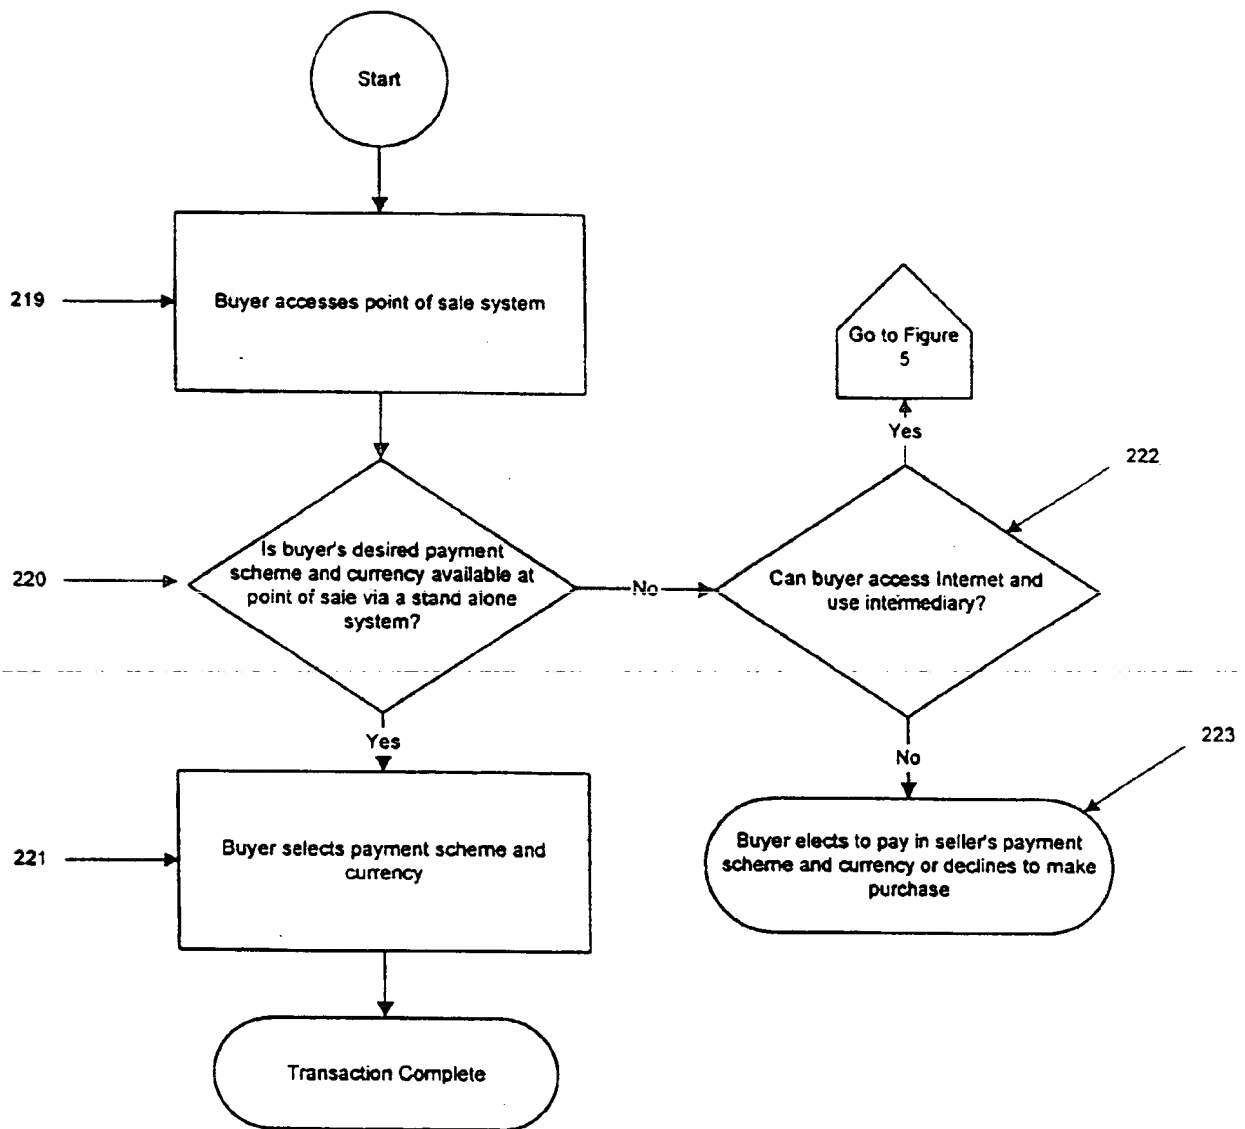 Start
219
Buyer accesses point of sale system
Go to Figure
5
Yes
222
220
Is buyer's desired payment
scheme and currency available at
point of sale via a stand alone
system?
No
Can buyer access Internet and
use intermediary?
Yes
No
223
221
Buyer selects payment scheme and
currency
Buyer elects to pay in seller's payment
scheme and currency or declines to make
purchase
Transaction Complete